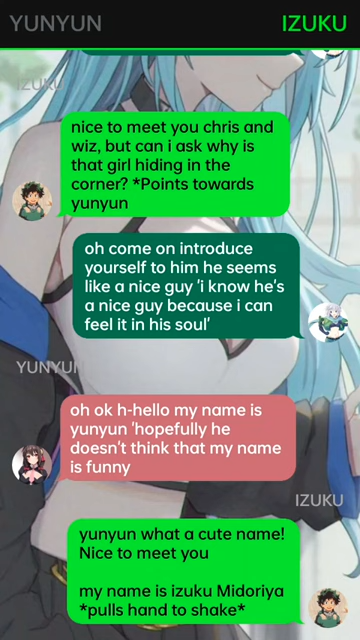 YUNYUN
IZUKU
IZUKU
nice to meet you chris and
wiz, but can i ask why is
that girl hiding in the
corner? *Points towards
yunyun
oh come on introduce
yourself to him he seems
like a nice guy 'i know he's
a nice guy because i can
feel it in his soul'
YUNYUN
oh ok h-hello my name is
yunyun 'hopefully he
doesn't think that my name
is funny
IZUKU
yunyun what a cute name!
Nice to meet you
my name is izuku Midoriya
*pulls hand to shake*